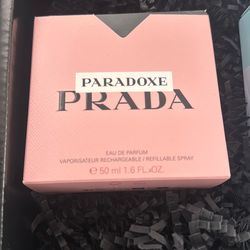 PARADOXE
PRADA
EAU DE PARFUM
VAPORISATEUR RECHARGEABLE / REFILLABLE SPRAY
℮ 50 ml 1.6 FL.OZ.